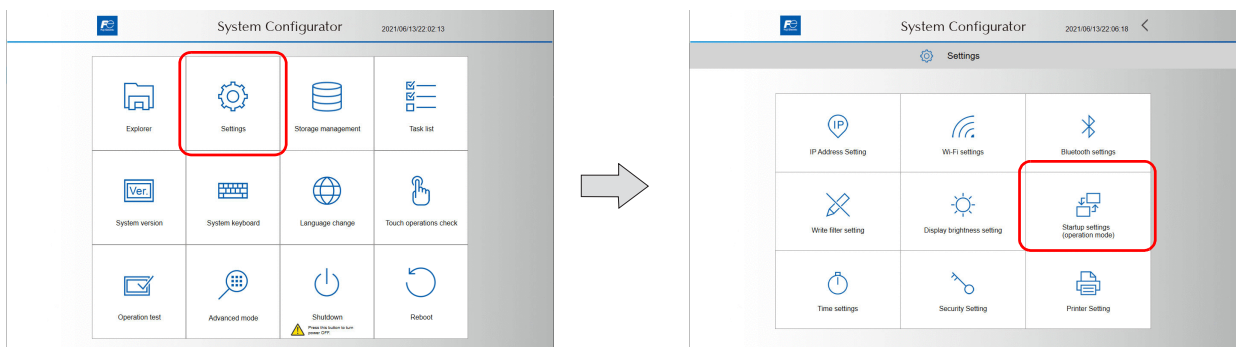 Fe System Configurator 2021/06/13/22:02:13
Explorer Settings Storage management Task list
Ver.
System version System keyboard Language change Touch operations check
Operation test Advanced mode Shutdown Reboot
Press this button to turn
power OFF.
Fe System Configurator 2021/06/13/22:06:18
Settings
IP
IP Address Setting Wi-Fi settings Bluetooth settings
Write filter setting Display brightness setting Startup settings
(operation mode)
Time settings Security Setting Printer Setting